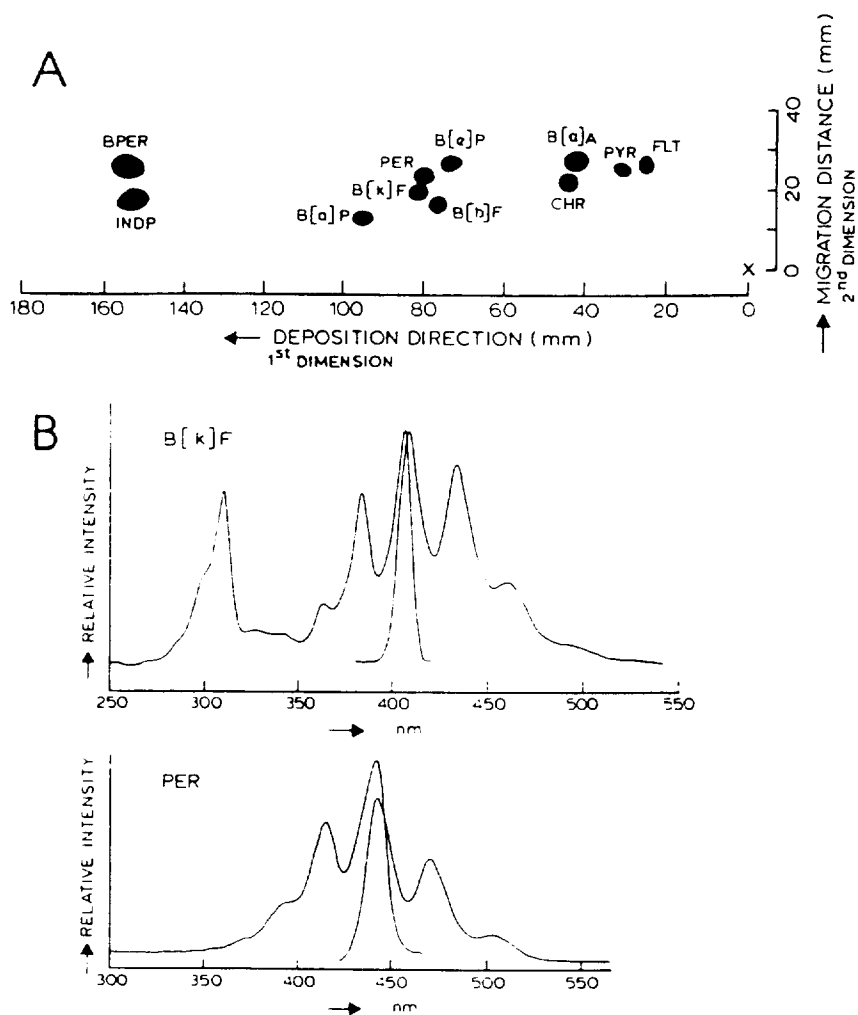 A
BPER
INDP
PER
B[k]F
B[a]P
B[e]P
B[b]F
B[a]A
CHR
PYR
FLT
40
20
0
x
MIGRATION DISTANCE (mm)
2nd DIMENSION
180 160 140 120 100 80 60 40 20 0
DEPOSITION DIRECTION (mm)
1ST DIMENSION
B
B[k]F
RELATIVE INTENSITY
250 300 350 400 450 500 550
nm
PER
RELATIVE INTENSITY
300 400 450 500 550
nm